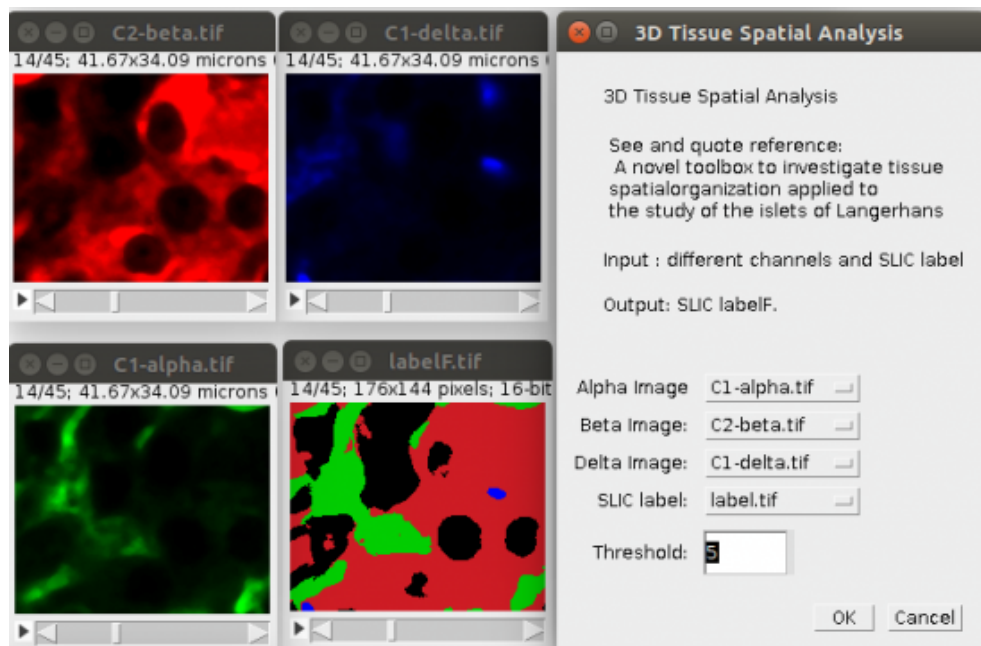 C2-beta.tif
14/45; 41.67x34.09 microns
C1-delta.tif
14/45; 41.67x34.09 microns
C1-alpha.tif
14/45; 41.67x34.09 microns
labelF.tif
14/45; 176x144 pixels; 16-bit
3D Tissue Spatial Analysis
3D Tissue Spatial Analysis
See and quote reference:
A novel toolbox to investigate tissue
spatialorganization applied to
the study of the islets of Langerhans
Input : different channels and SLIC label
Output: SLIC labelF.
Alpha Image C1-alpha.tif
Beta Image: C2-beta.tif
Delta Image: C1-delta.tif
SLIC label: label.tif
Threshold: 5
OK Cancel